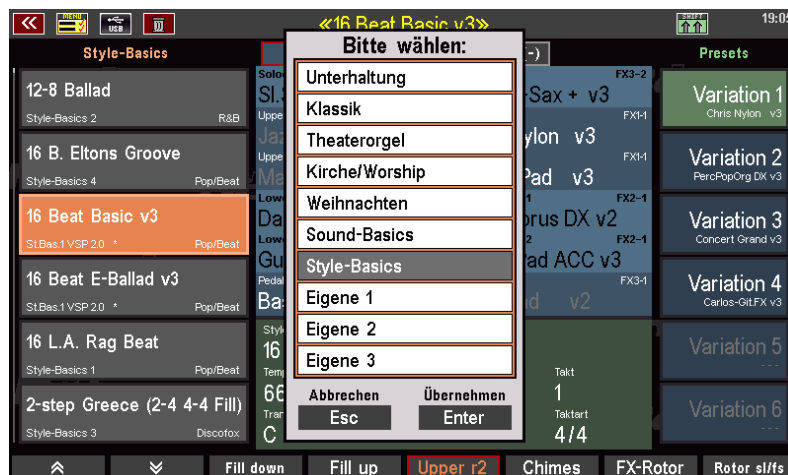 MENU
USB
«16 Beat Basic v3»
SHIFT
19:0
Style-Basics
(-)
Presets
12-8 Ballad
Style-Basics 2 R&B
16 B. Eltons Groove
Style-Basics 4 Pop/Beat
16 Beat Basic v3
St.Bas.1 VSP 2.0 * Pop/Beat
16 Beat E-Ballad v3
St.Bas.1 VSP 2.0 * Pop/Beat
16 L.A. Rag Beat
Style-Basics 1 Pop/Beat
2-step Greece (2-4 4-4 Fill)
Style-Basics 3 Discofox
Bitte wählen:
Unterhaltung
Klassik
Theaterorgel
Kirche/Worship
Weihnachten
Sound-Basics
Style-Basics
Eigene 1
Eigene 2
Eigene 3
Abbrechen Übernehmen
Esc Enter
FX3-2
-Sax + v3
FX1-1
ylon v3
FX1-1
Pad v3
FX2-1
orus DX v2
FX2-1
ad ACC v3
Pedal FX3-1
Ba v2
16
66
C
Takt
1
Taktart
4/4
Variation 1
Chris Nylon v3
Variation 2
PercPopOrg DX v3
Variation 3
Concert Grand v3
Variation 4
Carlos-Git.FX v3
Variation 5
---
Variation 6
---
Fill down Fill up Upper r2 Chimes FX-Rotor Rotor sl/fs